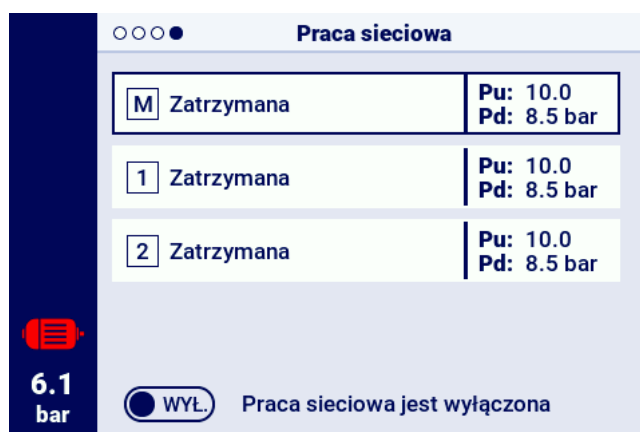 Praca sieciowa
M Zatrzymana
Pu: 10.0
Pd: 8.5 bar
1 Zatrzymana
Pu: 10.0
Pd: 8.5 bar
2 Zatrzymana
Pu: 10.0
Pd: 8.5 bar
6.1
bar
WYŁ.
Praca sieciowa jest wyłączona